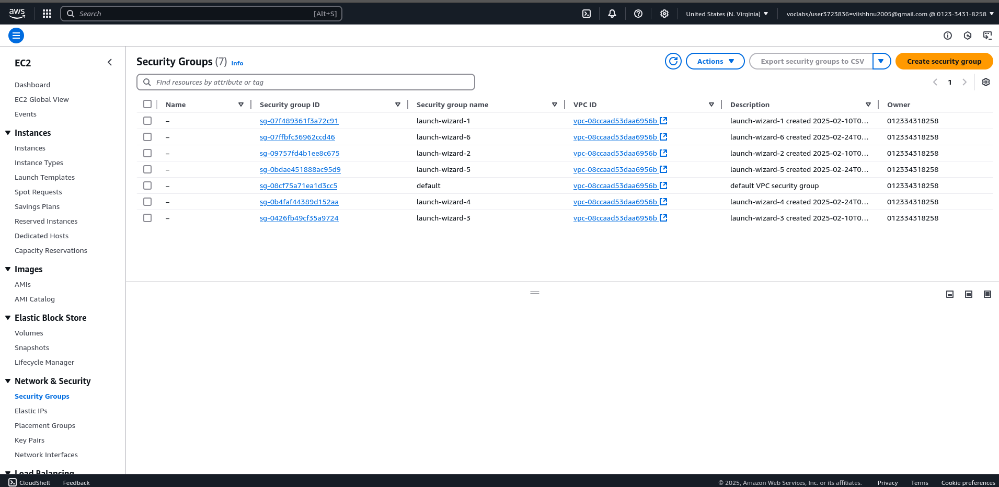 aws Search [Alt+S] United States (N. Virginia) voclabs/user3723836=viishhnu2005@gmail.com @ 0123-3431-8258
EC2
Dashboard
EC2 Global View
Events
Instances
Instances
Instance Types
Launch Templates
Spot Requests
Savings Plans
Reserved Instances
Dedicated Hosts
Capacity Reservations
Images
AMIs
AMI Catalog
Elastic Block Store
Volumes
Snapshots
Lifecycle Manager
Network & Security
Security Groups
Elastic IPs
Placement Groups
Key Pairs
Network Interfaces
Load Balancing
Security Groups (7) Info Actions Export security groups to CSV Create security group
Find resources by attribute or tag 1
Name Security group ID Security group name VPC ID Description Owner
– sg-07f489361f3a72c91 launch-wizard-1 vpc-08ccaad53daa6956b launch-wizard-1 created 2025-02-10T0... 012334318258
– sg-07ffbfc36962ccd46 launch-wizard-6 vpc-08ccaad53daa6956b launch-wizard-6 created 2025-02-24T0... 012334318258
– sg-09757fd4b1ee8c675 launch-wizard-2 vpc-08ccaad53daa6956b launch-wizard-2 created 2025-02-10T0... 012334318258
– sg-0bdae451888ac95d9 launch-wizard-5 vpc-08ccaad53daa6956b launch-wizard-5 created 2025-02-24T0... 012334318258
– sg-08cf75a71ea1d3cc5 default vpc-08ccaad53daa6956b default VPC security group 012334318258
– sg-0b4faf44389d152aa launch-wizard-4 vpc-08ccaad53daa6956b launch-wizard-4 created 2025-02-24T0... 012334318258
– sg-0426fb49cf35a9724 launch-wizard-3 vpc-08ccaad53daa6956b launch-wizard-3 created 2025-02-10T0... 012334318258
CloudShell Feedback © 2025, Amazon Web Services, Inc. or its affiliates. Privacy Terms Cookie preferences